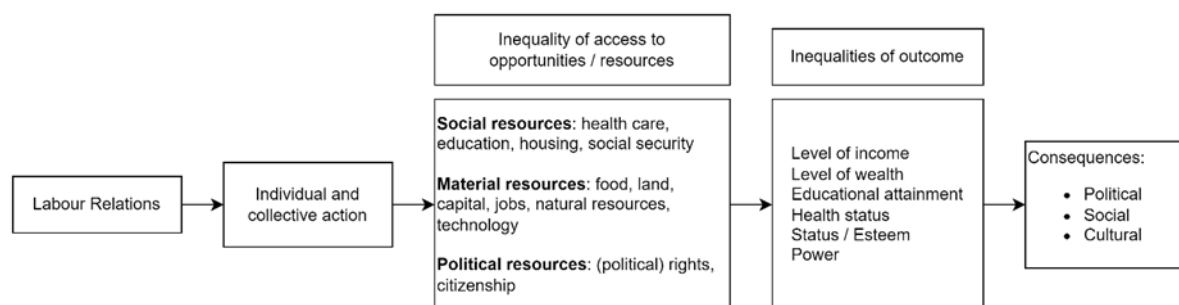 Labour Relations
Individual and
collective action
Inequality of access to
opportunities / resources
Social resources: health care,
education, housing, social security
Material resources: food, land,
capital, jobs, natural resources,
technology
Political resources: (political) rights,
citizenship
Inequalities of outcome
Level of income
Level of wealth
Educational attainment
Health status
Status / Esteem
Power
Consequences:
• Political
• Social
• Cultural